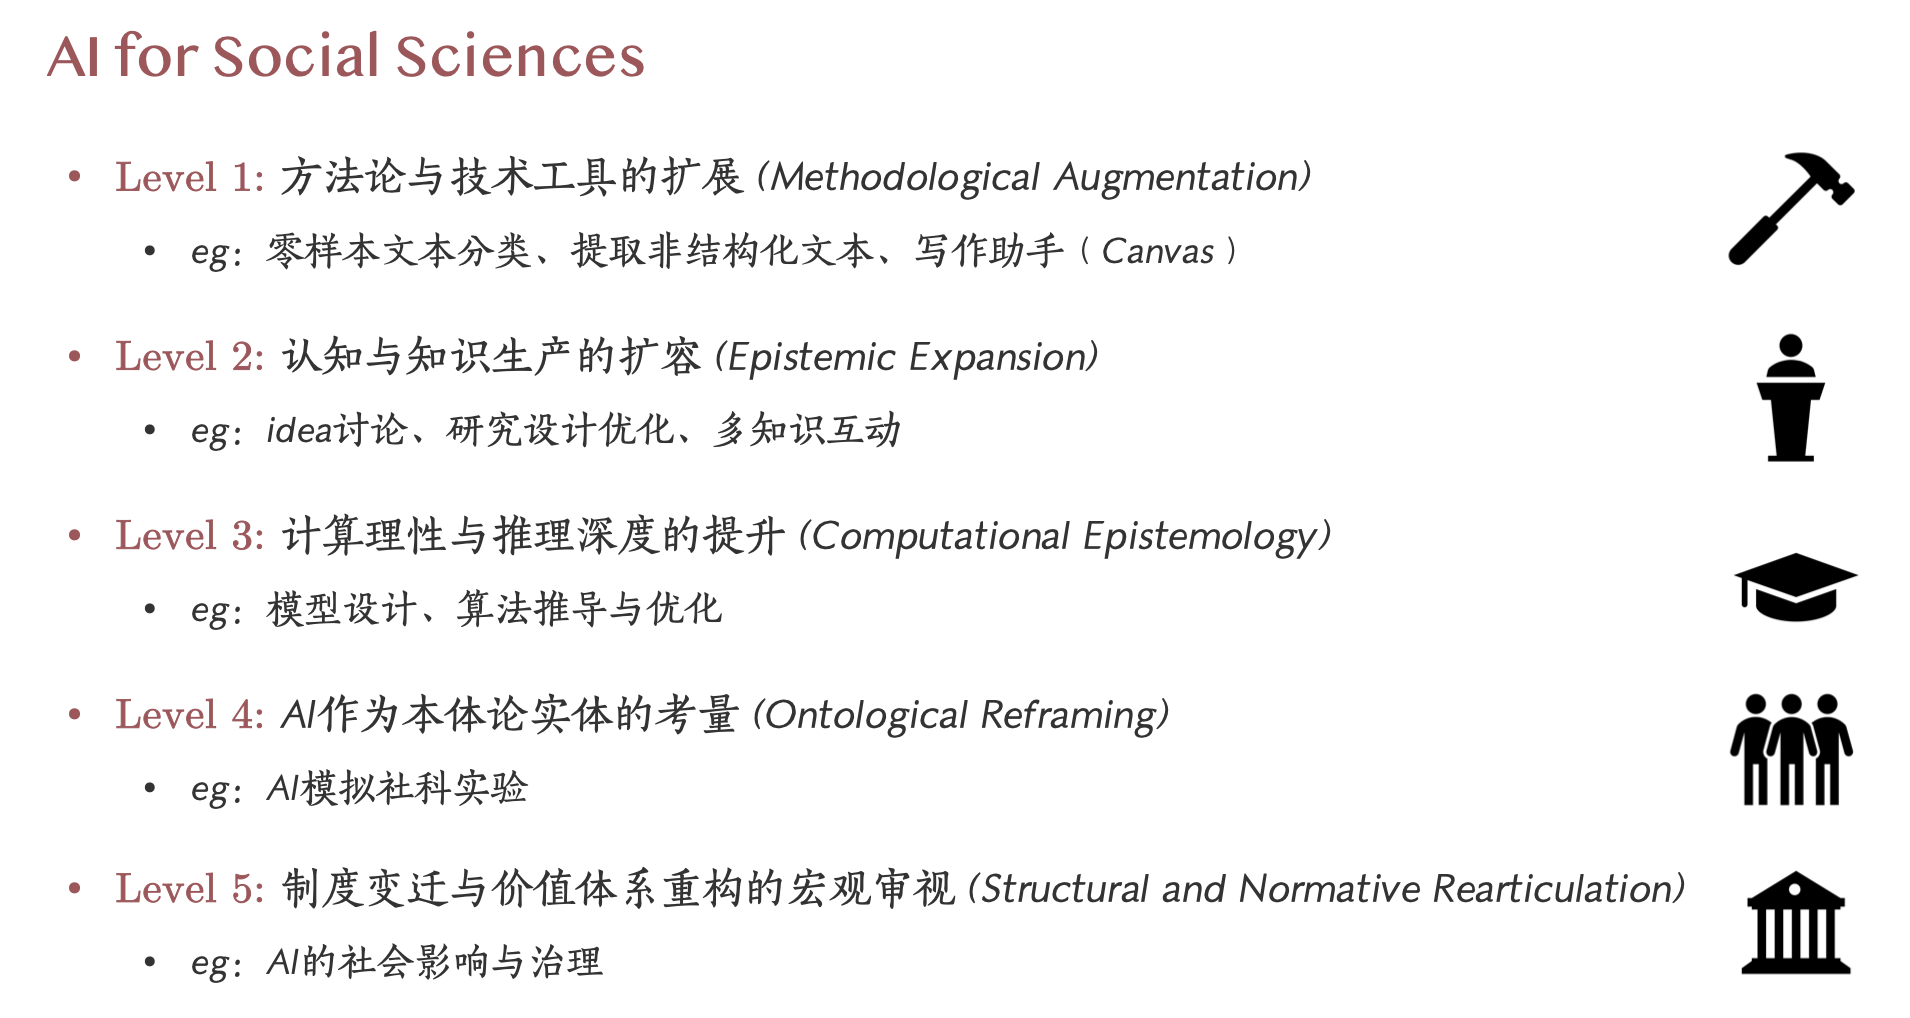 AI for Social Sciences
• Level 1: 方法论与技术工具的扩展 (Methodological Augmentation)
• eg：零样本文本分类、提取非结构化文本、写作助手（Canvas）
• Level 2: 认知与知识生产的扩容 (Epistemic Expansion)
• eg：idea讨论、研究设计优化、多知识互动
• Level 3: 计算理性与推理深度的提升 (Computational Epistemology)
• eg：模型设计、算法推导与优化
• Level 4: AI作为本体论实体的考量 (Ontological Reframing)
• eg：AI模拟社科实验
• Level 5: 制度变迁与价值体系重构的宏观审视 (Structural and Normative Rearticulation)
• eg：AI的社会影响与治理